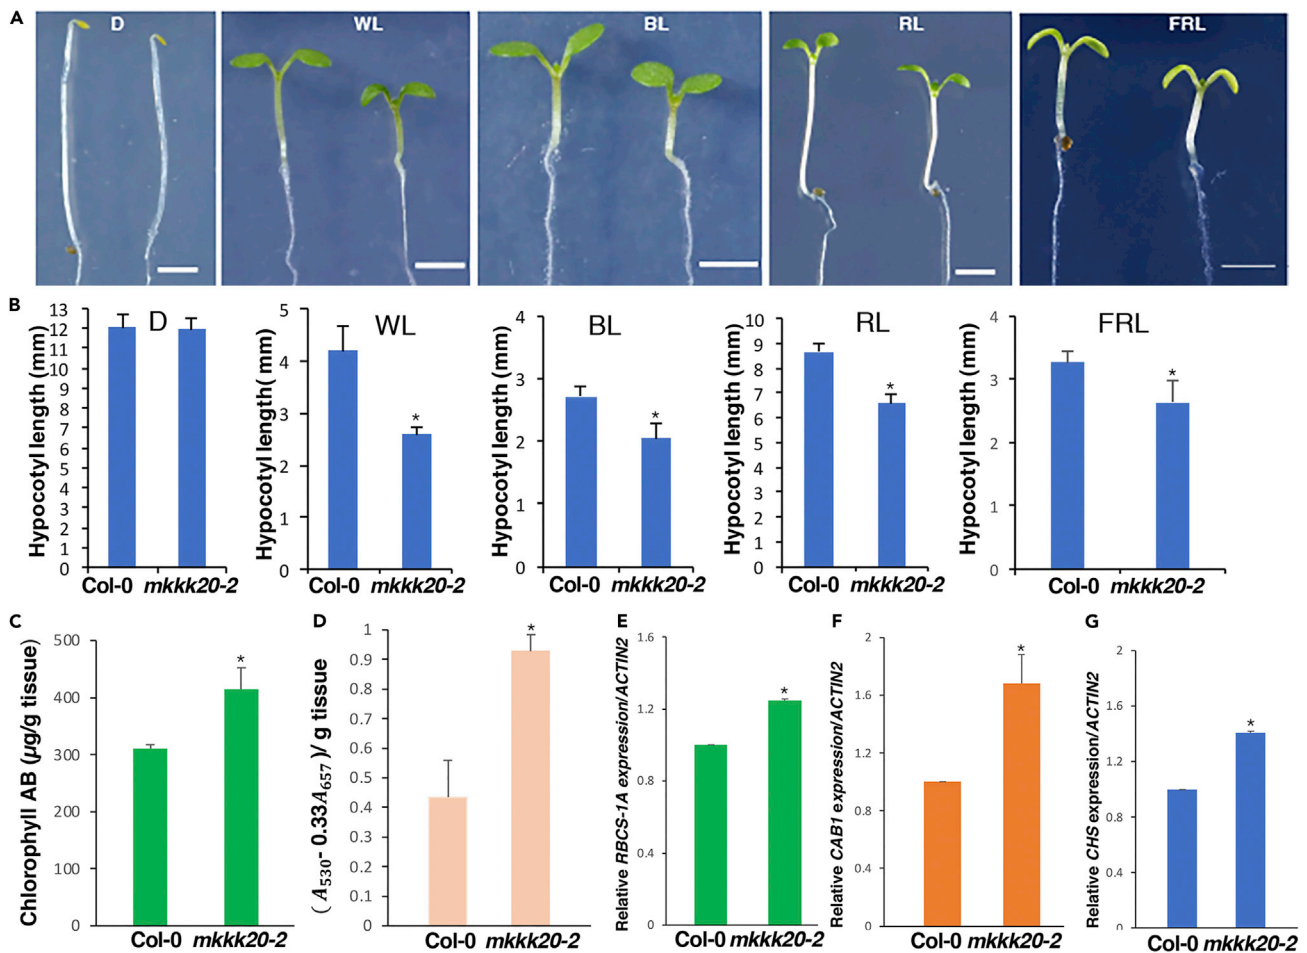 A
D
WL
BL
RL
FRL
B
Hypocotyl length (mm)
13
12
11
10
9
8
7
6
5
4
3
2
1
0
D
Col-0 mkkk20-2
Hypocotyl length( mm)
5
4
3
2
1
0
WL
*
Col-0 mkkk20-2
Hypocotyl length (mm)
4
3
2
1
0
BL
*
Col-0 mkkk20-2
Hypocotyl length (mm)
10
9
8
7
6
5
4
3
2
1
0
RL
*
Col-0 mkkk20-2
Hypocotyl length (mm)
4
3
2
1
0
FRL
*
Col-0 mkkk20-2
C
Chlorophyll AB (µg/g tissue)
500
400
300
200
100
0
*
Col-0 mkkk20-2
D
( A530- 0.33A657 )/ g tissue
1
0.9
0.8
0.7
0.6
0.5
0.4
0.3
0.2
0.1
0
*
Col-0 mkkk20-2
E
Relative RBCS-1A expression/ACTIN2
1.6
1.2
0.8
0.4
0
*
Col-0 mkkk20-2
F
Relative CAB1 expression/ACTIN2
2
1.6
1.2
0.8
0.4
0
*
Col-0 mkkk20-2
G
Relative CHS expression/ACTIN2
2
1.6
1.2
0.8
0.4
0
*
Col-0 mkkk20-2